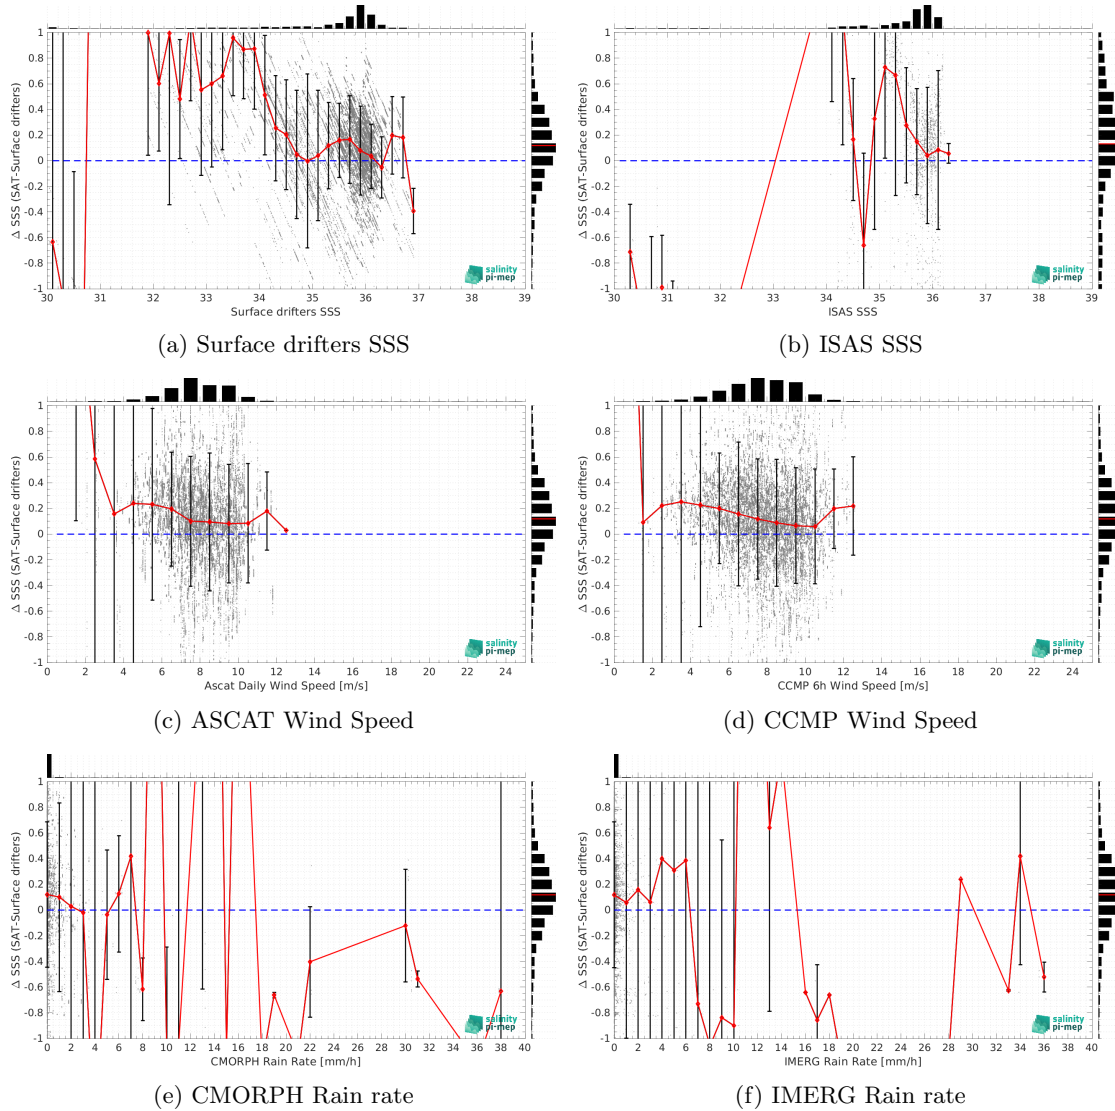 1
0.8
0.6
0.4
0.2
0
-0.2
-0.4
-0.6
-0.8
-1
Δ SSS (SAT-Surface drifters)
salinity
pi-mep
30 31 32 33 34 35 36 37 38 39
Surface drifters SSS
(a) Surface drifters SSS
1
0.8
0.6
0.4
0.2
0
-0.2
-0.4
-0.6
-0.8
-1
Δ SSS (SAT-Surface drifters)
salinity
pi-mep
30 31 32 33 34 35 36 37 38 39
ISAS SSS
(b) ISAS SSS
1
0.8
0.6
0.4
0.2
0
-0.2
-0.4
-0.6
-0.8
-1
Δ SSS (SAT-Surface drifters)
salinity
pi-mep
0 2 4 6 8 10 12 14 16 18 20 22 24
Ascat Daily Wind Speed [m/s]
(c) ASCAT Wind Speed
1
0.8
0.6
0.4
0.2
0
-0.2
-0.4
-0.6
-0.8
-1
Δ SSS (SAT-Surface drifters)
salinity
pi-mep
0 2 4 6 8 10 12 14 16 18 20 22 24
CCMP 6h Wind Speed [m/s]
(d) CCMP Wind Speed
1
0.8
0.6
0.4
0.2
0
-0.2
-0.4
-0.6
-0.8
-1
Δ SSS (SAT-Surface drifters)
salinity
pi-mep
0 2 4 6 8 10 12 14 16 18 20 22 24 26 28 30 32 34 36 38 40
CMORPH Rain Rate [mm/h]
(e) CMORPH Rain rate
1
0.8
0.6
0.4
0.2
0
-0.2
-0.4
-0.6
-0.8
-1
Δ SSS (SAT-Surface drifters)
salinity
pi-mep
0 2 4 6 8 10 12 14 16 18 20 22 24 26 28 30 32 34 36 38 40
IMERG Rain Rate [mm/h]
(f) IMERG Rain rate